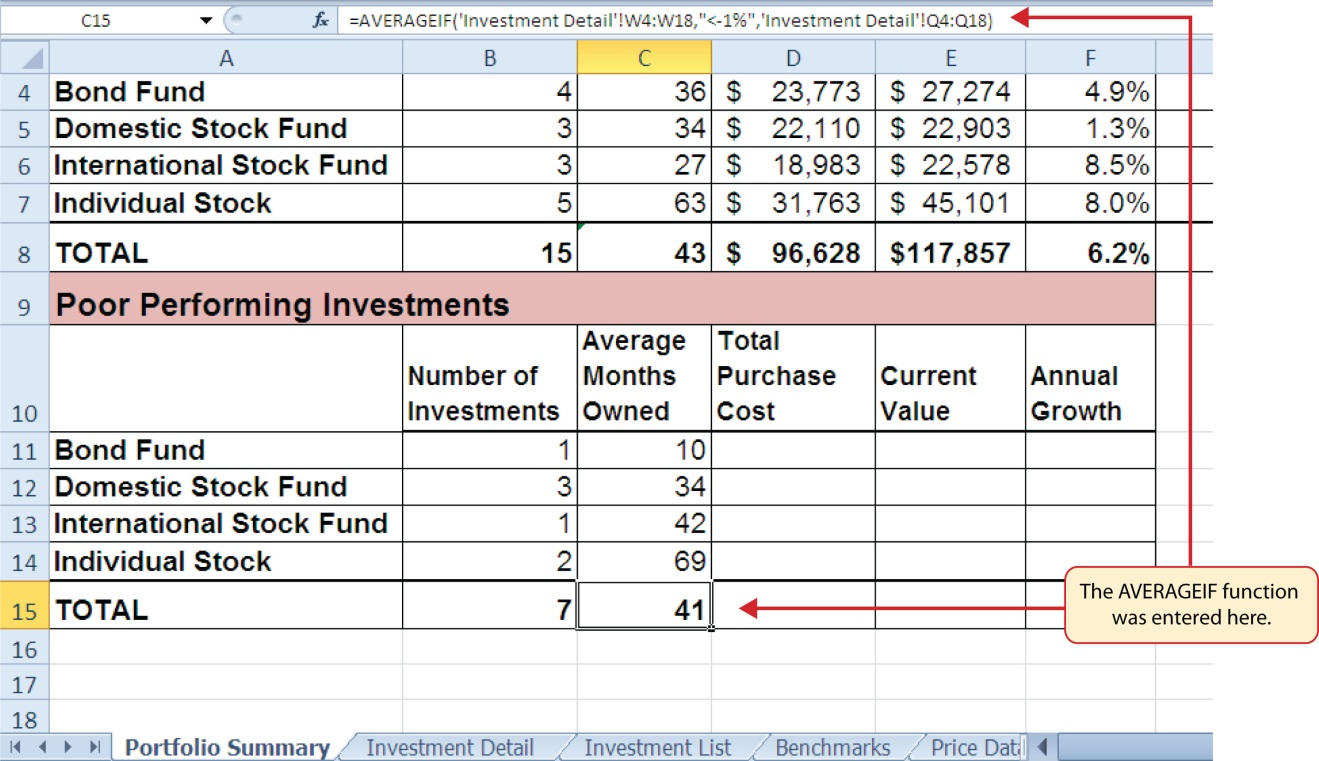 C15 fx =AVERAGEIF('Investment Detail'!W4:W18,"<-1%",'Investment Detail'!Q4:Q18)
A B C D E F
4 Bond Fund 4 36 $ 23,773 $ 27,274 4.9%
5 Domestic Stock Fund 3 34 $ 22,110 $ 22,903 1.3%
6 International Stock Fund 3 27 $ 18,983 $ 22,578 8.5%
7 Individual Stock 5 63 $ 31,763 $ 45,101 8.0%
8 TOTAL 15 43 $ 96,628 $117,857 6.2%
9 Poor Performing Investments
Average Total
Number of Months Purchase Current Annual
10 Investments Owned Cost Value Growth
11 Bond Fund 1 10
12 Domestic Stock Fund 3 34
13 International Stock Fund 1 42
14 Individual Stock 2 69
15 TOTAL 7 41
The AVERAGEIF function
was entered here.
16
17
18
Portfolio Summary Investment Detail Investment List Benchmarks Price Data